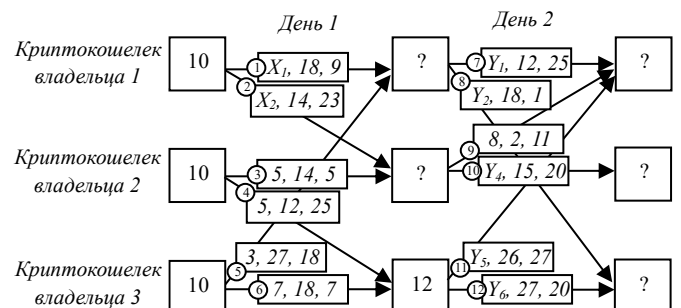 День 1 День 2
Криптокошелек владельца 1
10
1 X1, 18, 9
2 X2, 14, 23
?
7 Y1, 12, 25
8 Y2, 18, 1
?
Криптокошелек владельца 2
10
3 5, 14, 5
4 5, 12, 25
?
9 8, 2, 11
10 Y4, 15, 20
?
Криптокошелек владельца 3
10
5 3, 27, 18
6 7, 18, 7
12
11 Y5, 26, 27
12 Y6, 27, 20
?